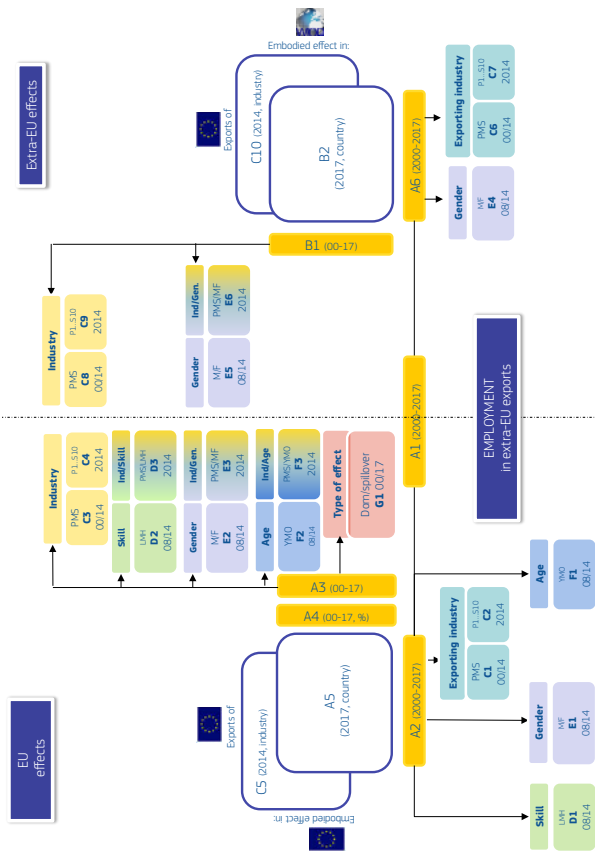 EU
effects
Extra-EU effects
Industry
PMS
C3
00/14
P1..S10
C4
2014
Skill
LMH
D2
08/14
Ind/Skill
PMS/LMH
D3
2014
Gender
M/F
E2
08/14
Ind/Gen.
PMS/MF
E3
2014
Age
YMO
F2
08/14
Ind/Age
PMS/YMO
F3
2014
Type of effect
Dom/spillover
G1 00/17
Industry
PMS
C8
00/14
P1..S10
C9
2014
Gender
M/F
E5
08/14
Ind/Gen.
PMS/MF
E6
2014
Exports of
Embodied effect in:
C5 (2014, industry)
A5
(2017, country)
A4 (00-17, %)
A3 (00-17)
B1 (00-17)
Exports of
Embodied effect in:
C10 (2014, industry)
B2
(2017, country)
A2 (2000-2017)
A1 (2000-2017)
A6 (2000-2017)
Exporting industry
PMS
C1
00/14
P1..S10
C2
2014
Gender
M/F
E4
08/14
Exporting industry
PMS
C6
00/14
P1..S10
C7
2014
EMPLOYMENT
in extra-EU exports
Skill
LMH
D1
08/14
Gender
M/F
E1
08/14
Age
YMO
F1
08/14